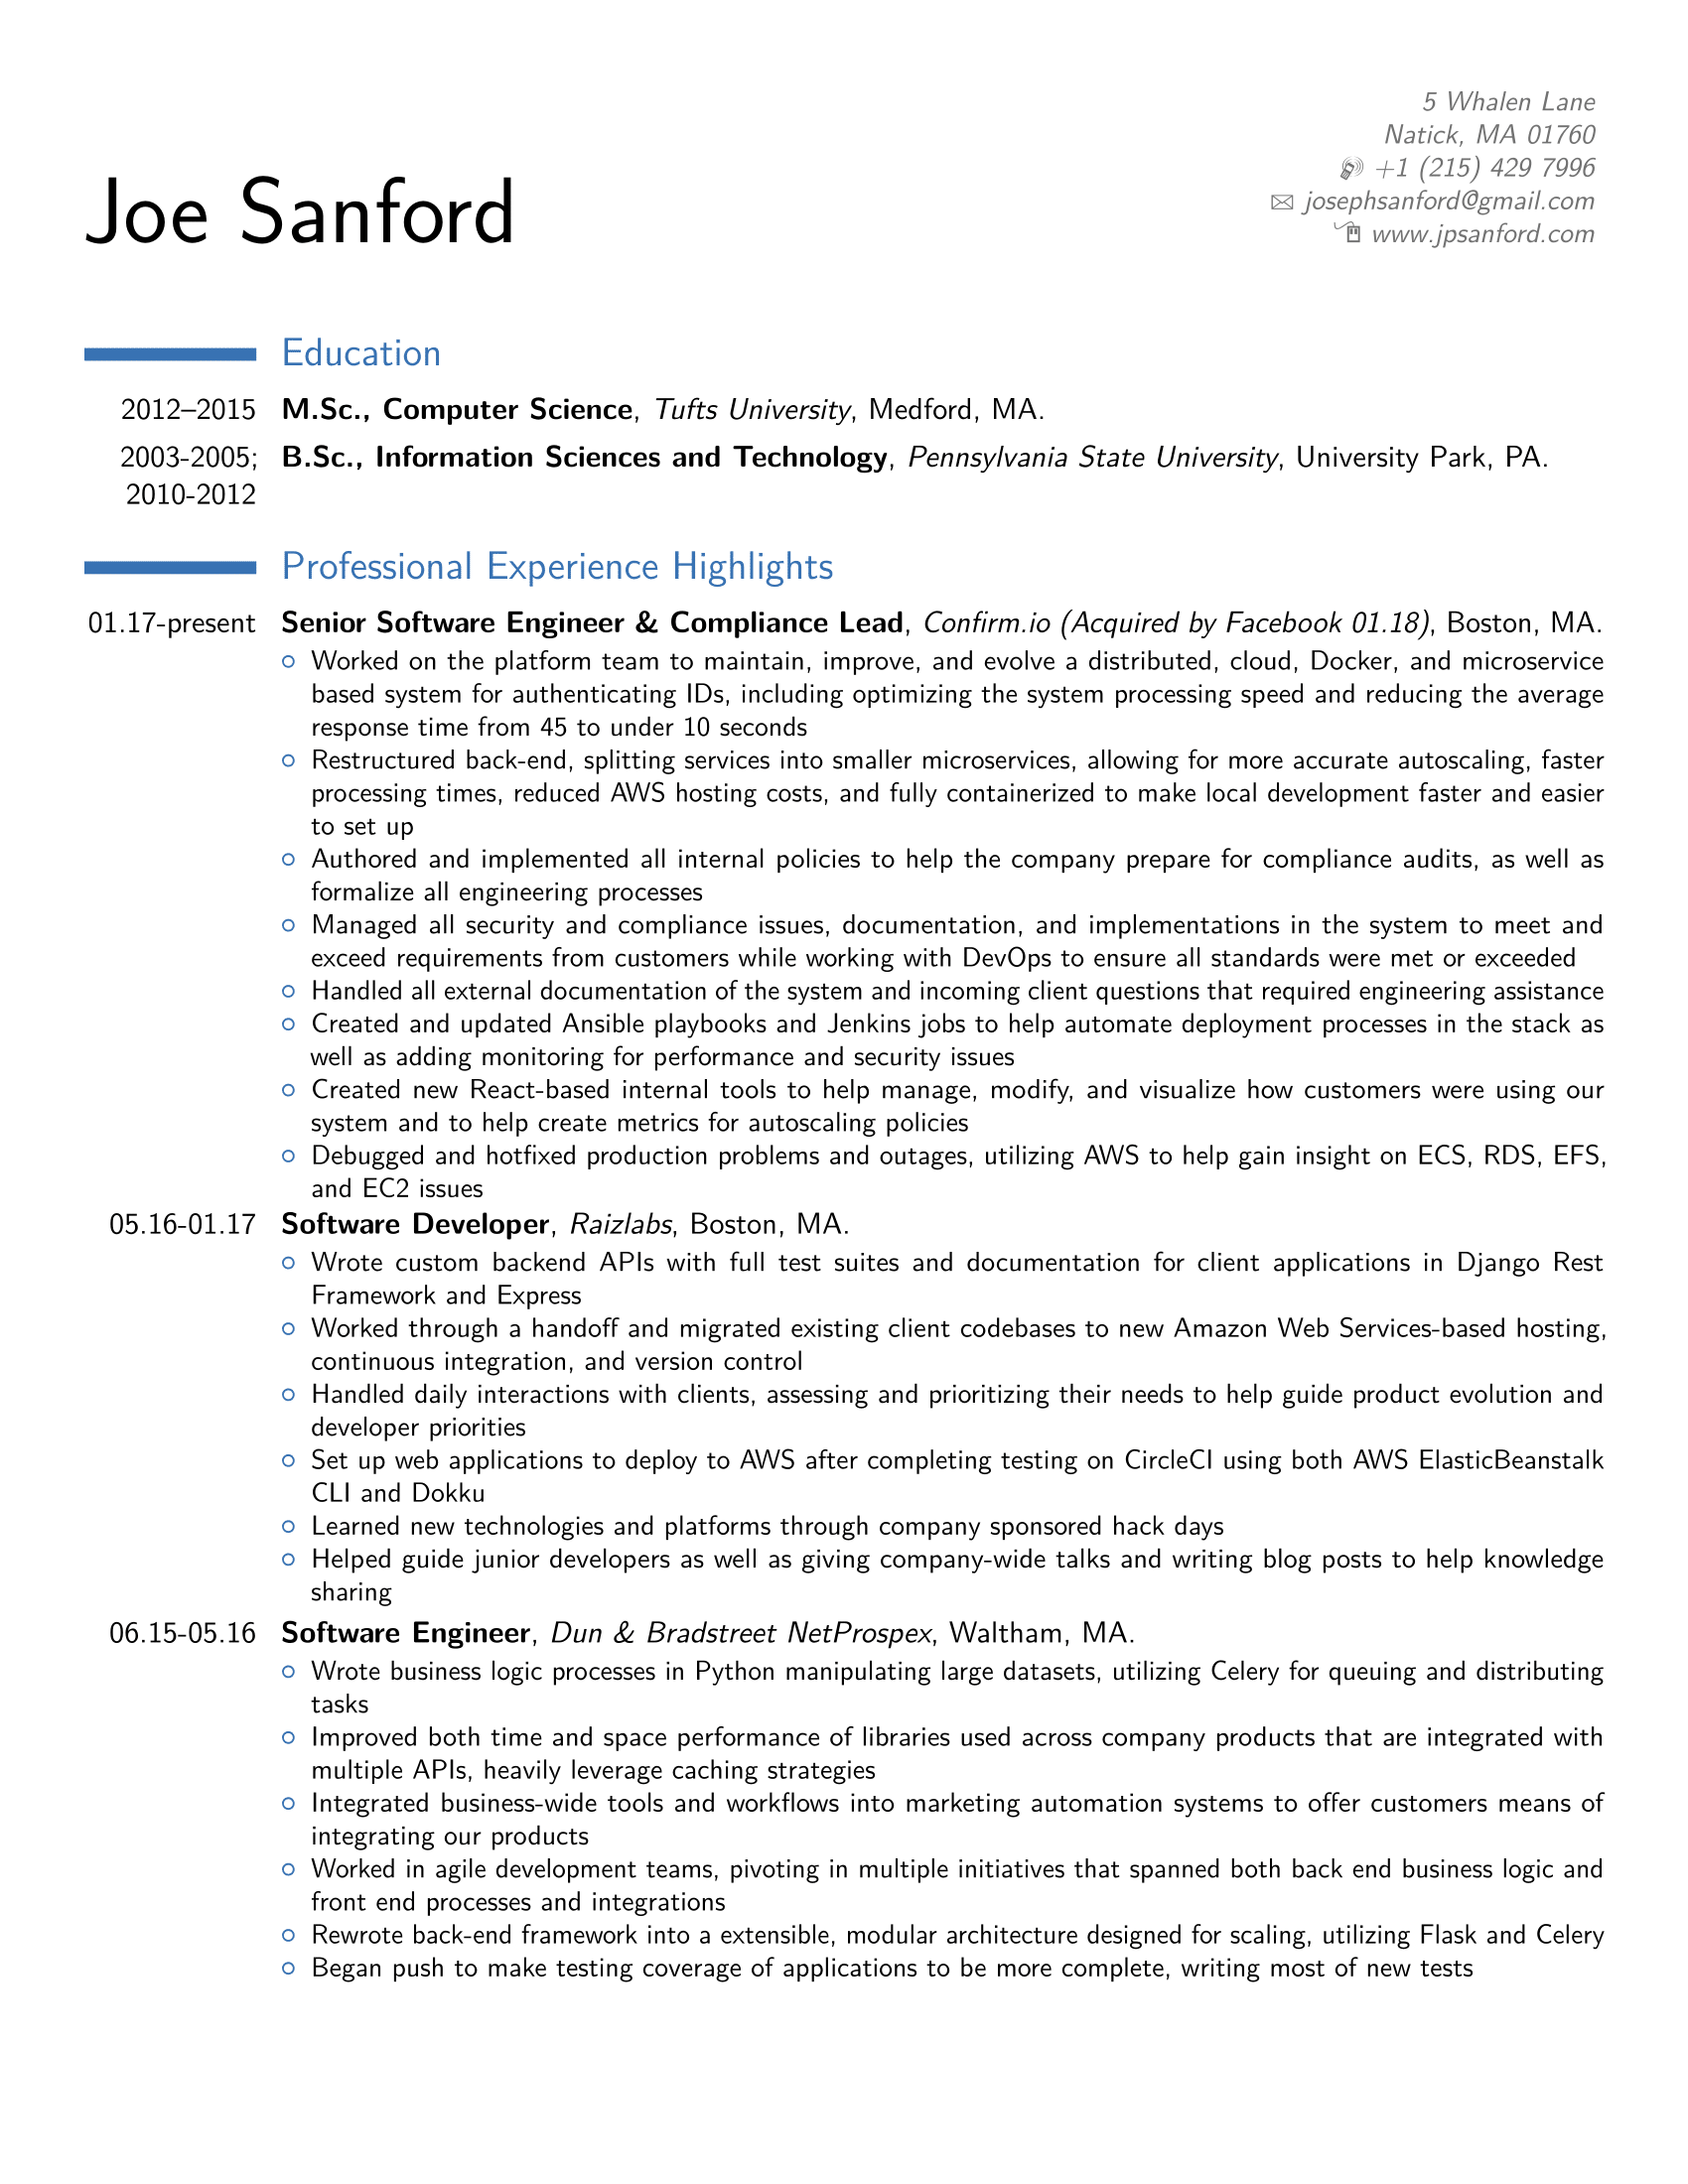 5 Whalen Lane
Natick, MA 01760
+1 (215) 429 7996
josephsanford@gmail.com
www.jpsanford.com
Joe Sanford
Education
2012–2015 M.Sc., Computer Science, Tufts University, Medford, MA.
2003-2005; B.Sc., Information Sciences and Technology, Pennsylvania State University, University Park, PA.
2010-2012
Professional Experience Highlights
01.17-present Senior Software Engineer & Compliance Lead, Confirm.io (Acquired by Facebook 01.18), Boston, MA.
○ Worked on the platform team to maintain, improve, and evolve a distributed, cloud, Docker, and microservice
based system for authenticating IDs, including optimizing the system processing speed and reducing the average
response time from 45 to under 10 seconds
○ Restructured back-end, splitting services into smaller microservices, allowing for more accurate autoscaling, faster
processing times, reduced AWS hosting costs, and fully containerized to make local development faster and easier
to set up
○ Authored and implemented all internal policies to help the company prepare for compliance audits, as well as
formalize all engineering processes
○ Managed all security and compliance issues, documentation, and implementations in the system to meet and
exceed requirements from customers while working with DevOps to ensure all standards were met or exceeded
○ Handled all external documentation of the system and incoming client questions that required engineering assistance
○ Created and updated Ansible playbooks and Jenkins jobs to help automate deployment processes in the stack as
well as adding monitoring for performance and security issues
○ Created new React-based internal tools to help manage, modify, and visualize how customers were using our
system and to help create metrics for autoscaling policies
○ Debugged and hotfixed production problems and outages, utilizing AWS to help gain insight on ECS, RDS, EFS,
and EC2 issues
05.16-01.17 Software Developer, Raizlabs, Boston, MA.
○ Wrote custom backend APIs with full test suites and documentation for client applications in Django Rest
Framework and Express
○ Worked through a handoff and migrated existing client codebases to new Amazon Web Services-based hosting,
continuous integration, and version control
○ Handled daily interactions with clients, assessing and prioritizing their needs to help guide product evolution and
developer priorities
○ Set up web applications to deploy to AWS after completing testing on CircleCI using both AWS ElasticBeanstalk
CLI and Dokku
○ Learned new technologies and platforms through company sponsored hack days
○ Helped guide junior developers as well as giving company-wide talks and writing blog posts to help knowledge
sharing
06.15-05.16 Software Engineer, Dun & Bradstreet NetProspex, Waltham, MA.
○ Wrote business logic processes in Python manipulating large datasets, utilizing Celery for queuing and distributing
tasks
○ Improved both time and space performance of libraries used across company products that are integrated with
multiple APIs, heavily leverage caching strategies
○ Integrated business-wide tools and workflows into marketing automation systems to offer customers means of
integrating our products
○ Worked in agile development teams, pivoting in multiple initiatives that spanned both back end business logic and
front end processes and integrations
○ Rewrote back-end framework into a extensible, modular architecture designed for scaling, utilizing Flask and Celery
○ Began push to make testing coverage of applications to be more complete, writing most of new tests